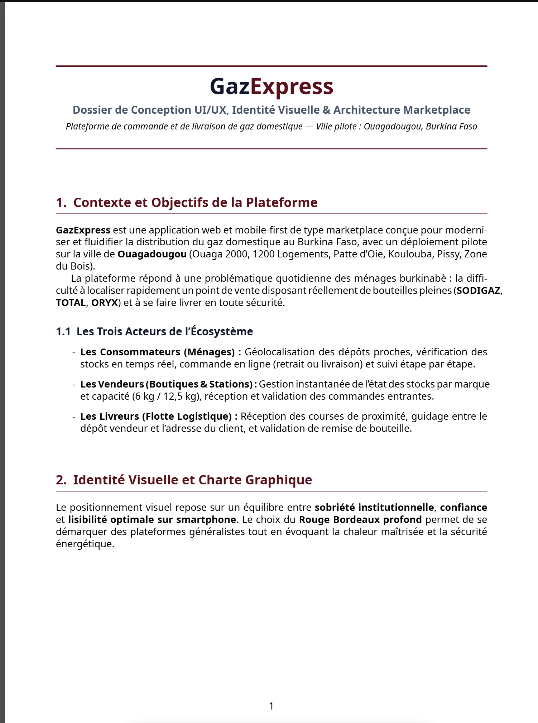 GazExpress
Dossier de Conception UI/UX, Identité Visuelle & Architecture Marketplace
Plateforme de commande et de livraison de gaz domestique — Ville pilote : Ouagadougou, Burkina Faso
1. Contexte et Objectifs de la Plateforme
GazExpress est une application web et mobile-first de type marketplace conçue pour moderni-
ser et fluidifier la distribution du gaz domestique au Burkina Faso, avec un déploiement pilote
sur la ville de Ouagadougou (Ouaga 2000, 1200 Logements, Patte d'Oie, Koulouba, Pissy, Zone
du Bois).
La plateforme répond à une problématique quotidienne des ménages burkinabè : la diffi-
culté à localiser rapidement un point de vente disposant réellement de bouteilles pleines (SODIGAZ,
TOTAL, ORYX) et à se faire livrer en toute sécurité.
1.1 Les Trois Acteurs de l'Écosystème
- Les Consommateurs (Ménages) : Géolocalisation des dépôts proches, vérification des
stocks en temps réel, commande en ligne (retrait ou livraison) et suivi étape par étape.
- Les Vendeurs (Boutiques & Stations) : Gestion instantanée de l'état des stocks par marque
et capacité (6 kg / 12,5 kg), réception et validation des commandes entrantes.
- Les Livreurs (Flotte Logistique) : Réception des courses de proximité, guidage entre le
dépôt vendeur et l'adresse du client, et validation de remise de bouteille.
2. Identité Visuelle et Charte Graphique
Le positionnement visuel repose sur un équilibre entre sobriété institutionnelle, confiance
et lisibilité optimale sur smartphone. Le choix du Rouge Bordeaux profond permet de se
démarquer des plateformes généralistes tout en évoquant la chaleur maîtrisée et la sécurité
énergétique.
1